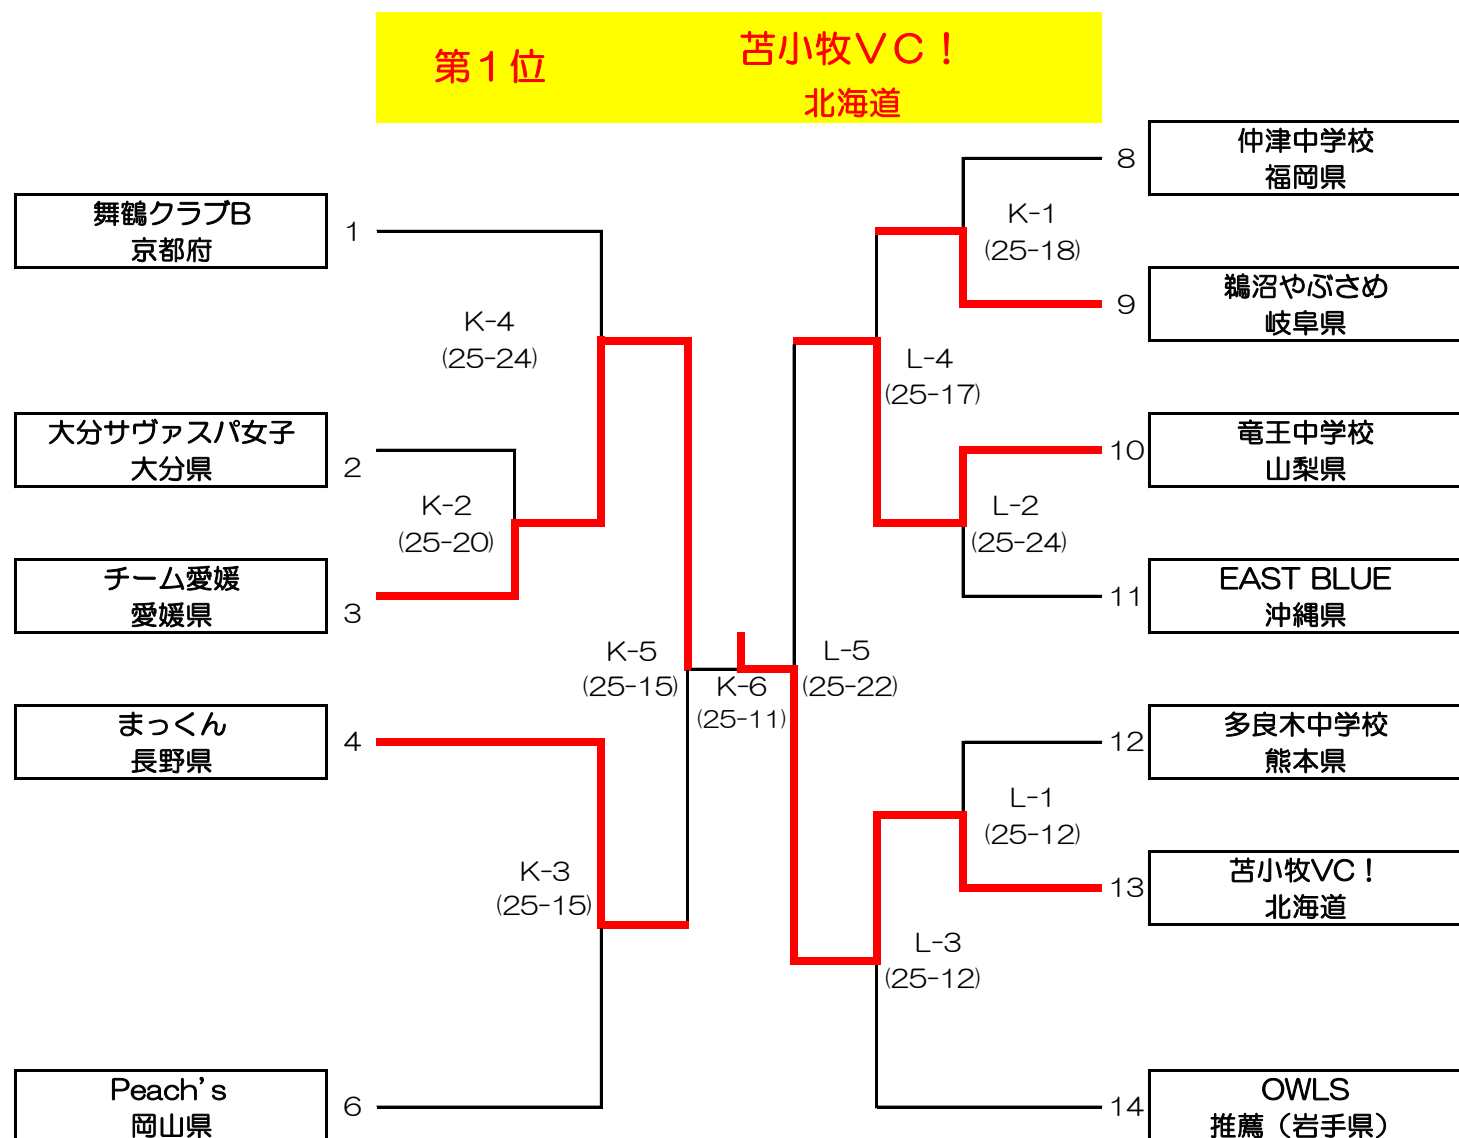 第１位
苫小牧ＶＣ！
北海道
舞鶴クラブB
京都府
1
大分サヴァスパ女子
大分県
2
チーム愛媛
愛媛県
3
まっくん
長野県
4
Peach's
岡山県
6
K-4
(25-24)
K-2
(25-20)
K-5
(25-15)
K-3
(25-15)
K-6
(25-11)
L-5
(25-22)
K-1
(25-18)
L-4
(25-17)
L-2
(25-24)
L-1
(25-12)
L-3
(25-12)
8
仲津中学校
福岡県
9
鵜沼やぶさめ
岐阜県
10
竜王中学校
山梨県
11
EAST BLUE
沖縄県
12
多良木中学校
熊本県
13
苫小牧VC！
北海道
14
OWLS
推薦（岩手県）